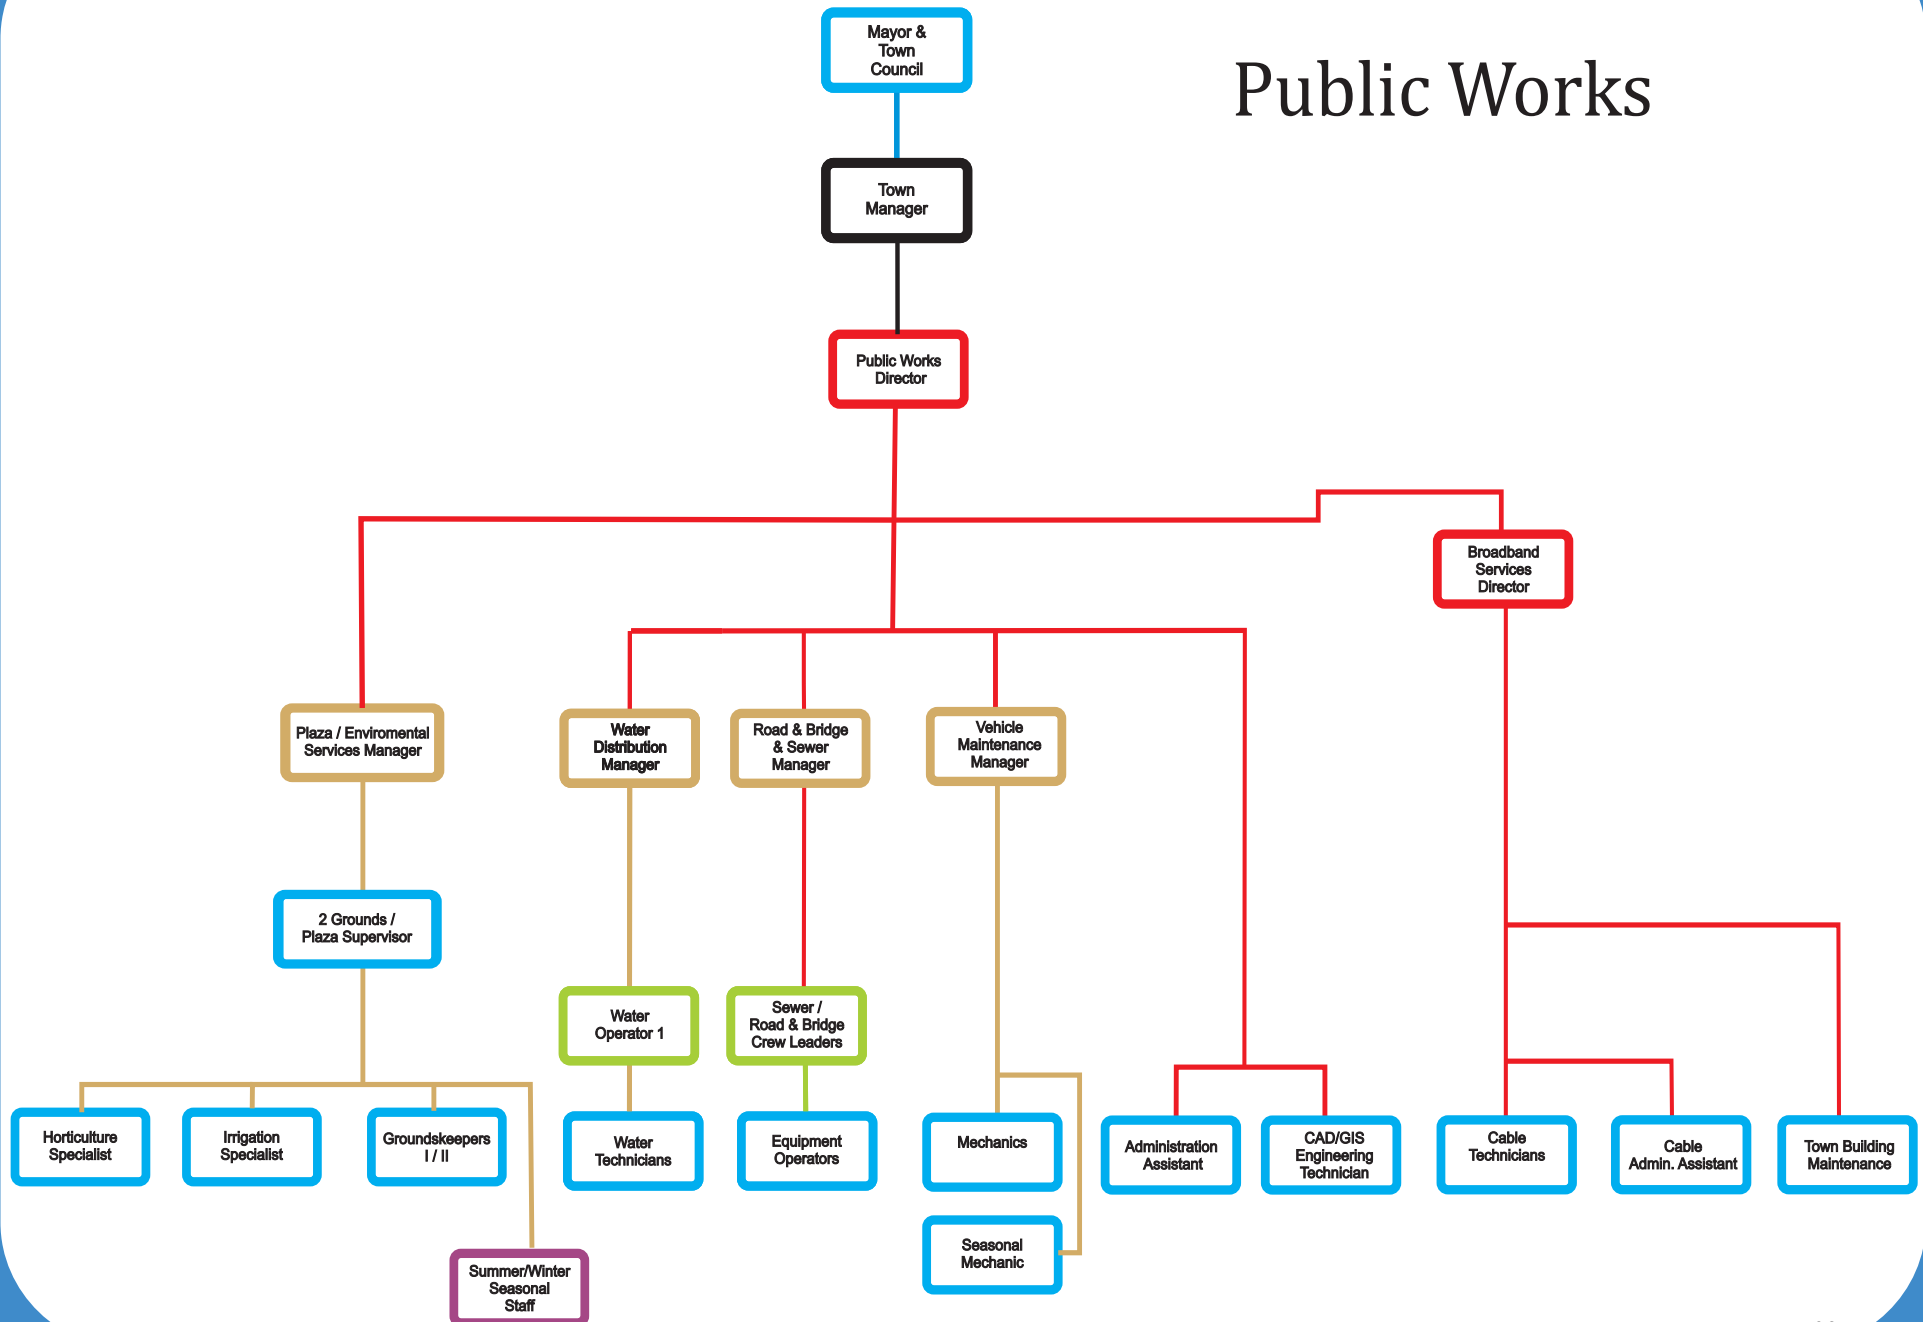 Mayor &
Town
Council
Public Works
Town
Manager
Public Works
Director
Broadband
Services
Director
Plaza / Enviromental
Services Manager
Water
Distribution
Manager
Road & Bridge
& Sewer
Manager
Vehicle
Maintenance
Manager
2 Grounds /
Plaza Supervisor
Water
Operator 1
Sewer /
Road & Bridge
Crew Leaders
Horticulture
Specialist
Irrigation
Specialist
Groundskeepers
I / II
Water
Technicians
Equipment
Operators
Mechanics
Administration
Assistant
CAD/GIS
Engineering
Technician
Cable
Technicians
Cable
Admin. Assistant
Town Building
Maintenance
Seasonal
Mechanic
Summer/Winter
Seasonal
Staff